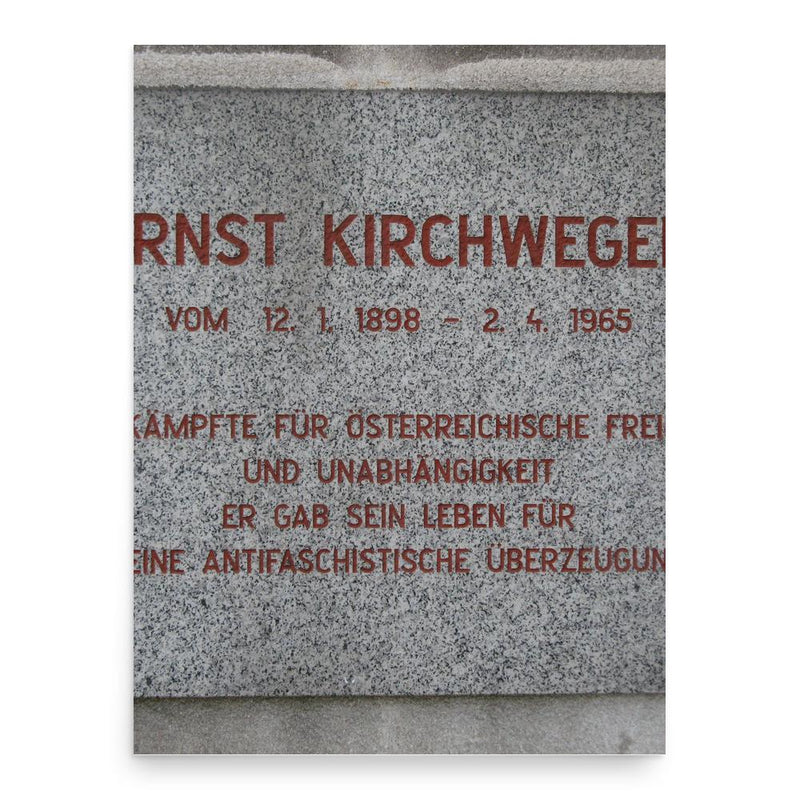 RNST KIRCHWEGE
VOM 12. 1. 1898 – 2. 4. 1965
KÄMPFTE FÜR ÖSTERREICHISCHE FREI
UND UNABHÄNGIGKEIT
ER GAB SEIN LEBEN FÜR
EINE ANTIFASCHISTISCHE ÜBERZEUGUN